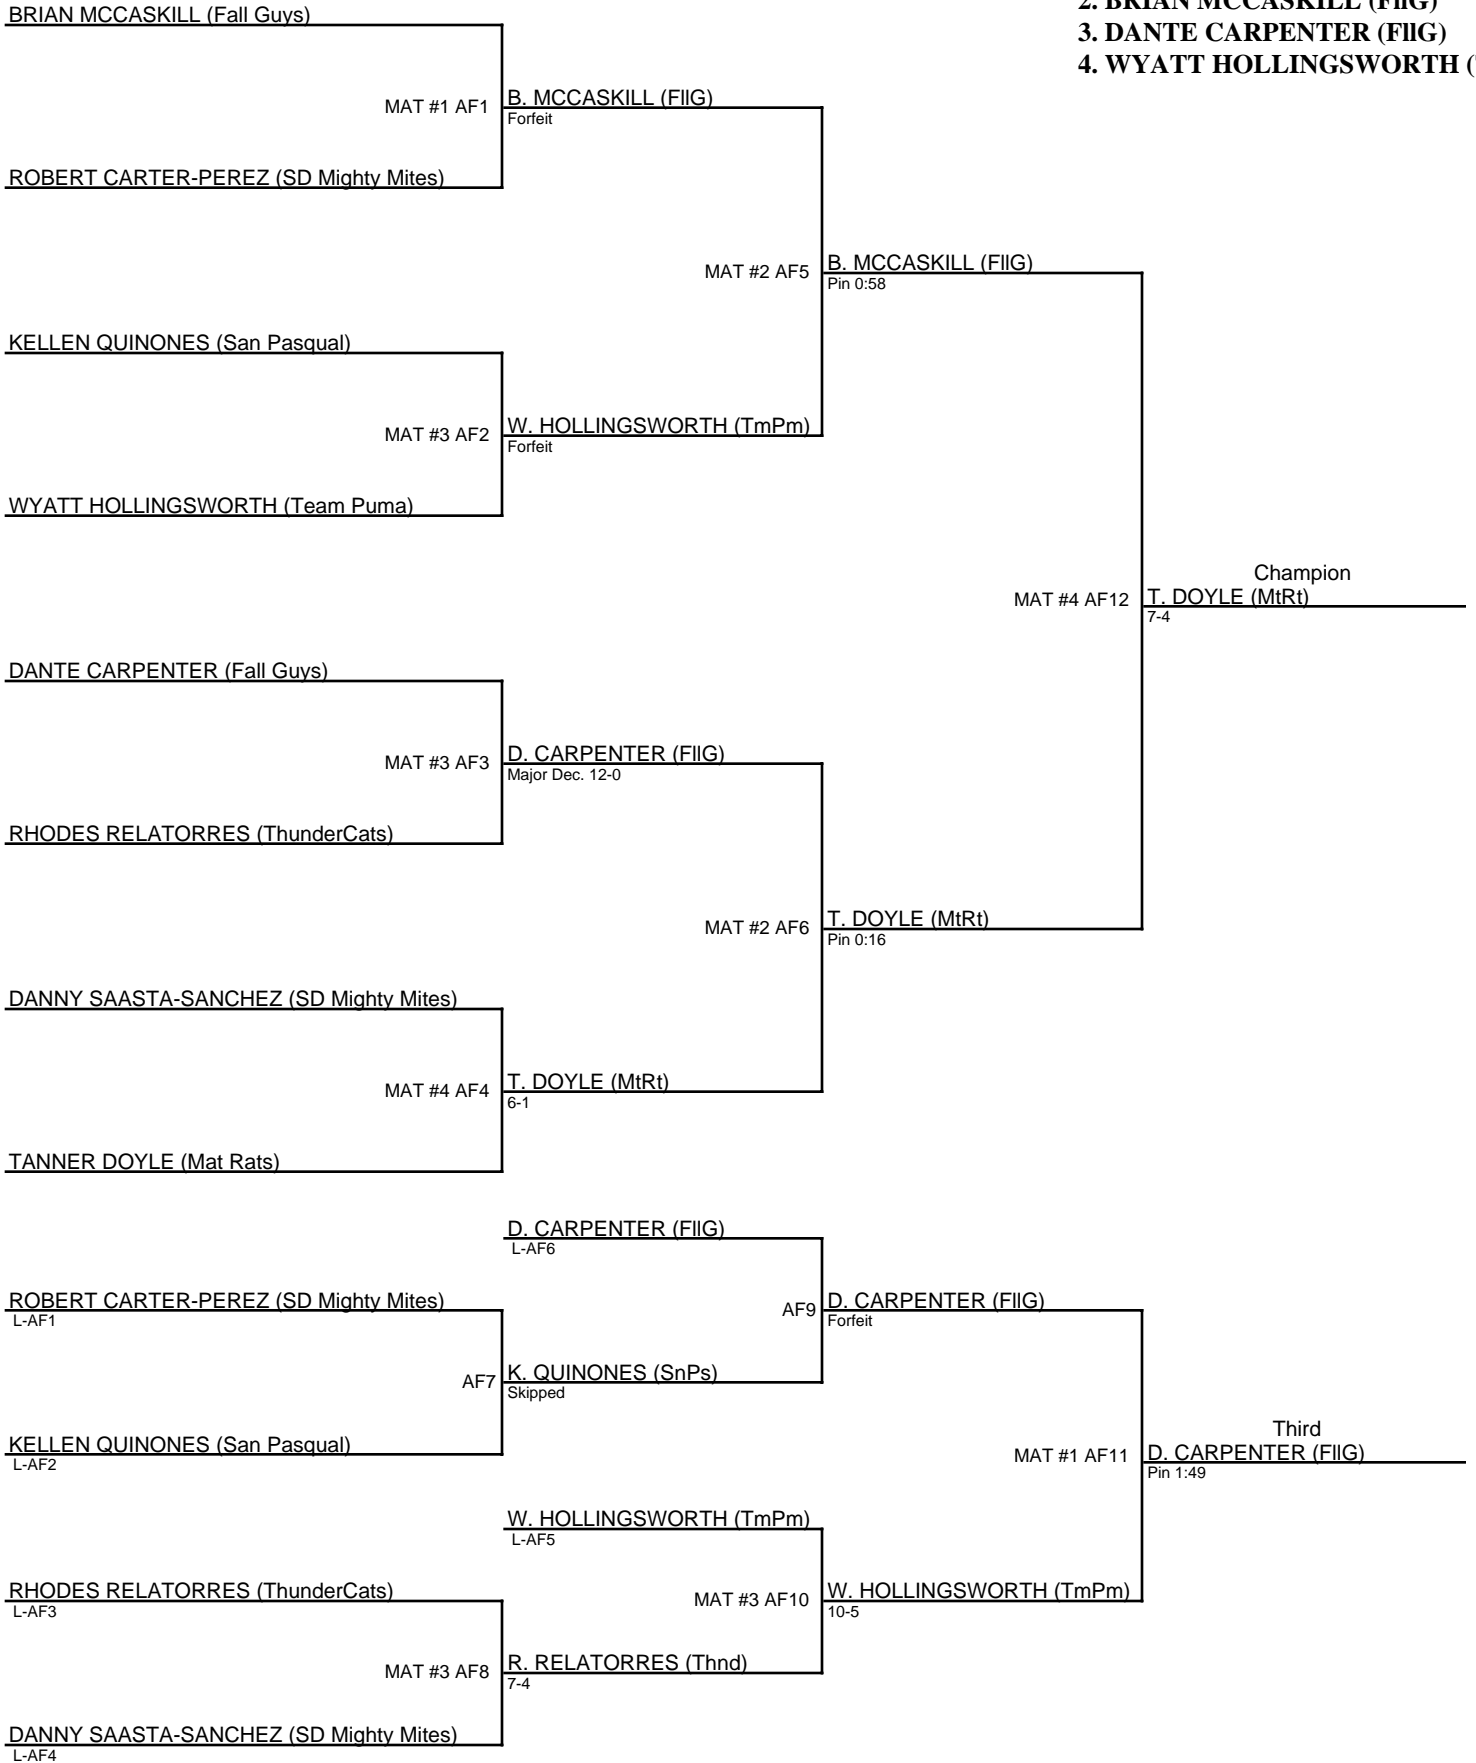 2. BRIAN MCCASKILL (FllG)
3. DANTE CARPENTER (FllG)
4. WYATT HOLLINGSWORTH (
BRIAN MCCASKILL (Fall Guys)
MAT #1 AF1
B. MCCASKILL (FllG)
Forfeit
ROBERT CARTER-PEREZ (SD Mighty Mites)
MAT #2 AF5
B. MCCASKILL (FllG)
Pin 0:58
KELLEN QUINONES (San Pasqual)
MAT #3 AF2
W. HOLLINGSWORTH (TmPm)
Forfeit
WYATT HOLLINGSWORTH (Team Puma)
Champion
MAT #4 AF12
T. DOYLE (MtRt)
7-4
DANTE CARPENTER (Fall Guys)
MAT #3 AF3
D. CARPENTER (FllG)
Major Dec. 12-0
RHODES RELATORRES (ThunderCats)
MAT #2 AF6
T. DOYLE (MtRt)
Pin 0:16
DANNY SAASTA-SANCHEZ (SD Mighty Mites)
MAT #4 AF4
T. DOYLE (MtRt)
6-1
TANNER DOYLE (Mat Rats)
D. CARPENTER (FllG)
L-AF6
ROBERT CARTER-PEREZ (SD Mighty Mites)
L-AF1
AF9
D. CARPENTER (FllG)
Forfeit
AF7
K. QUINONES (SnPs)
Skipped
KELLEN QUINONES (San Pasqual)
L-AF2
Third
MAT #1 AF11
D. CARPENTER (FllG)
Pin 1:49
W. HOLLINGSWORTH (TmPm)
L-AF5
RHODES RELATORRES (ThunderCats)
L-AF3
MAT #3 AF10
W. HOLLINGSWORTH (TmPm)
10-5
MAT #3 AF8
R. RELATORRES (Thnd)
7-4
DANNY SAASTA-SANCHEZ (SD Mighty Mites)
L-AF4